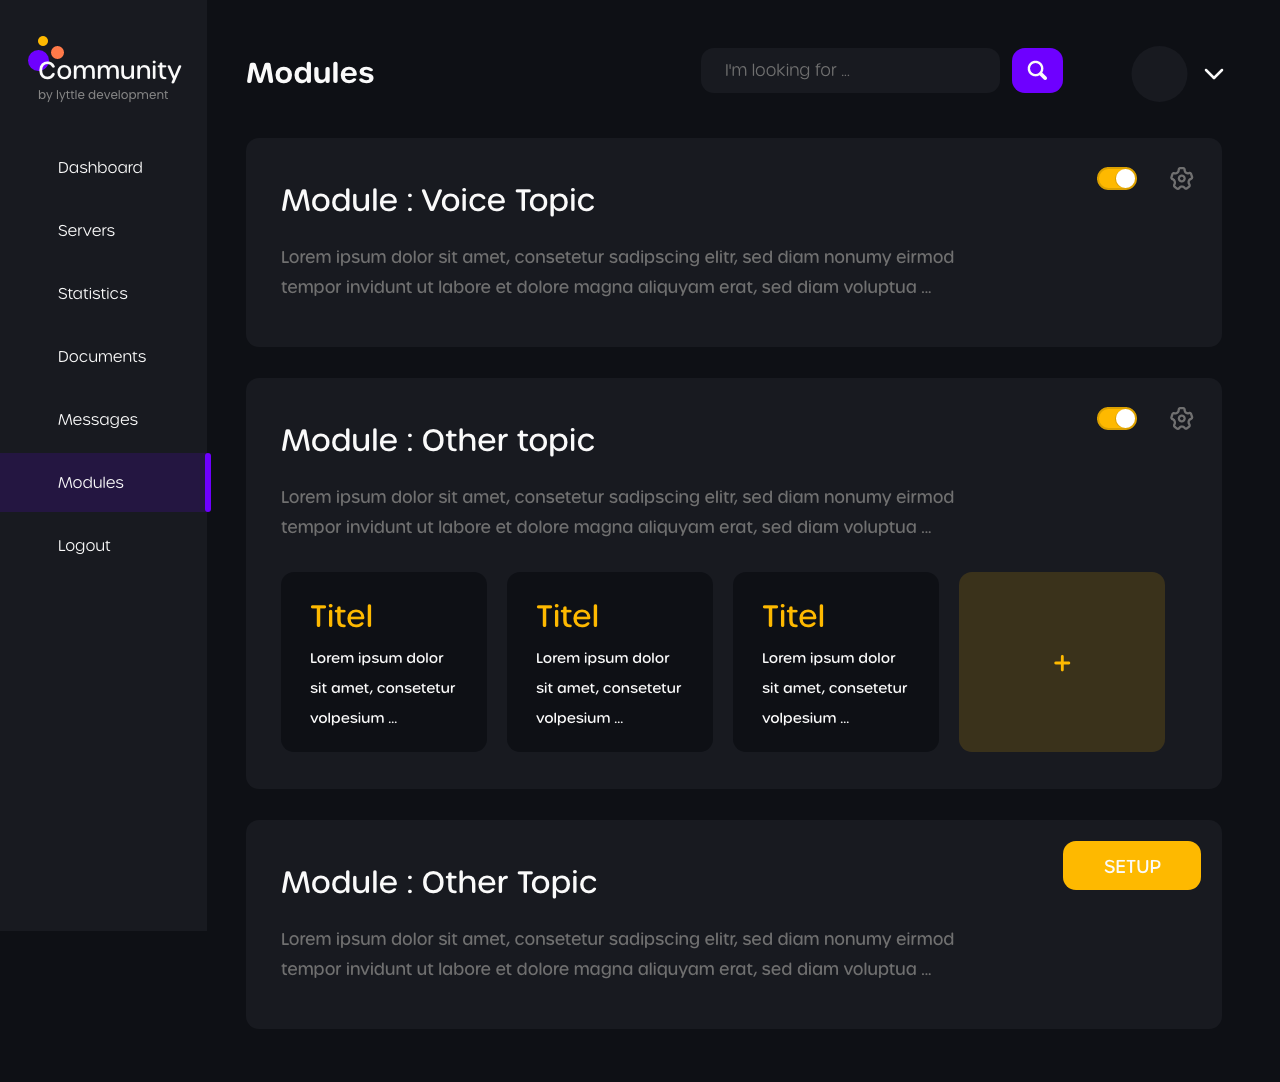 Community
by lyttle development
Dashboard
Servers
Statistics
Documents
Messages
Modules
Logout
Modules
I'm looking for ...
Module : Voice Topic
Lorem ipsum dolor sit amet, consetetur sadipscing elitr, sed diam nonumy eirmod
tempor invidunt ut labore et dolore magna aliquyam erat, sed diam voluptua ...
Module : Other topic
Lorem ipsum dolor sit amet, consetetur sadipscing elitr, sed diam nonumy eirmod
tempor invidunt ut labore et dolore magna aliquyam erat, sed diam voluptua ...
Titel
Lorem ipsum dolor
sit amet, consetetur
volpesium ...
Titel
Lorem ipsum dolor
sit amet, consetetur
volpesium ...
Titel
Lorem ipsum dolor
sit amet, consetetur
volpesium ...
+
Module : Other Topic
SETUP
Lorem ipsum dolor sit amet, consetetur sadipscing elitr, sed diam nonumy eirmod
tempor invidunt ut labore et dolore magna aliquyam erat, sed diam voluptua ...